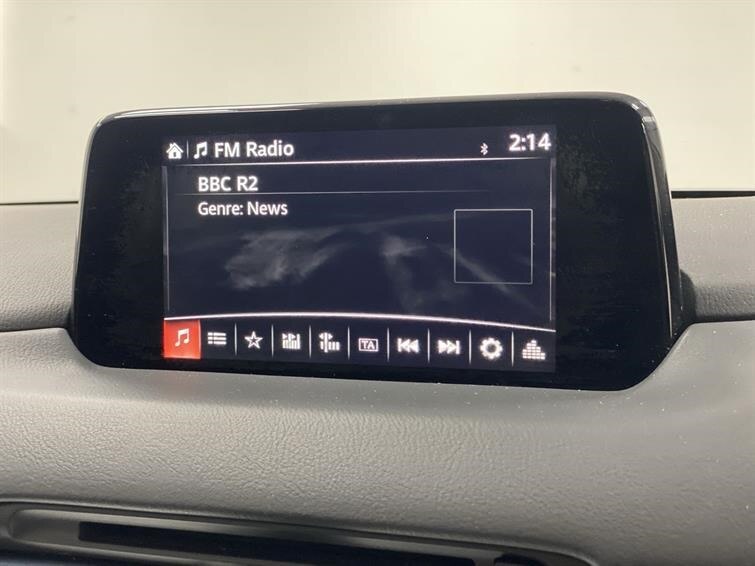 FM Radio 2:14
BBC R2
Genre: News
TA